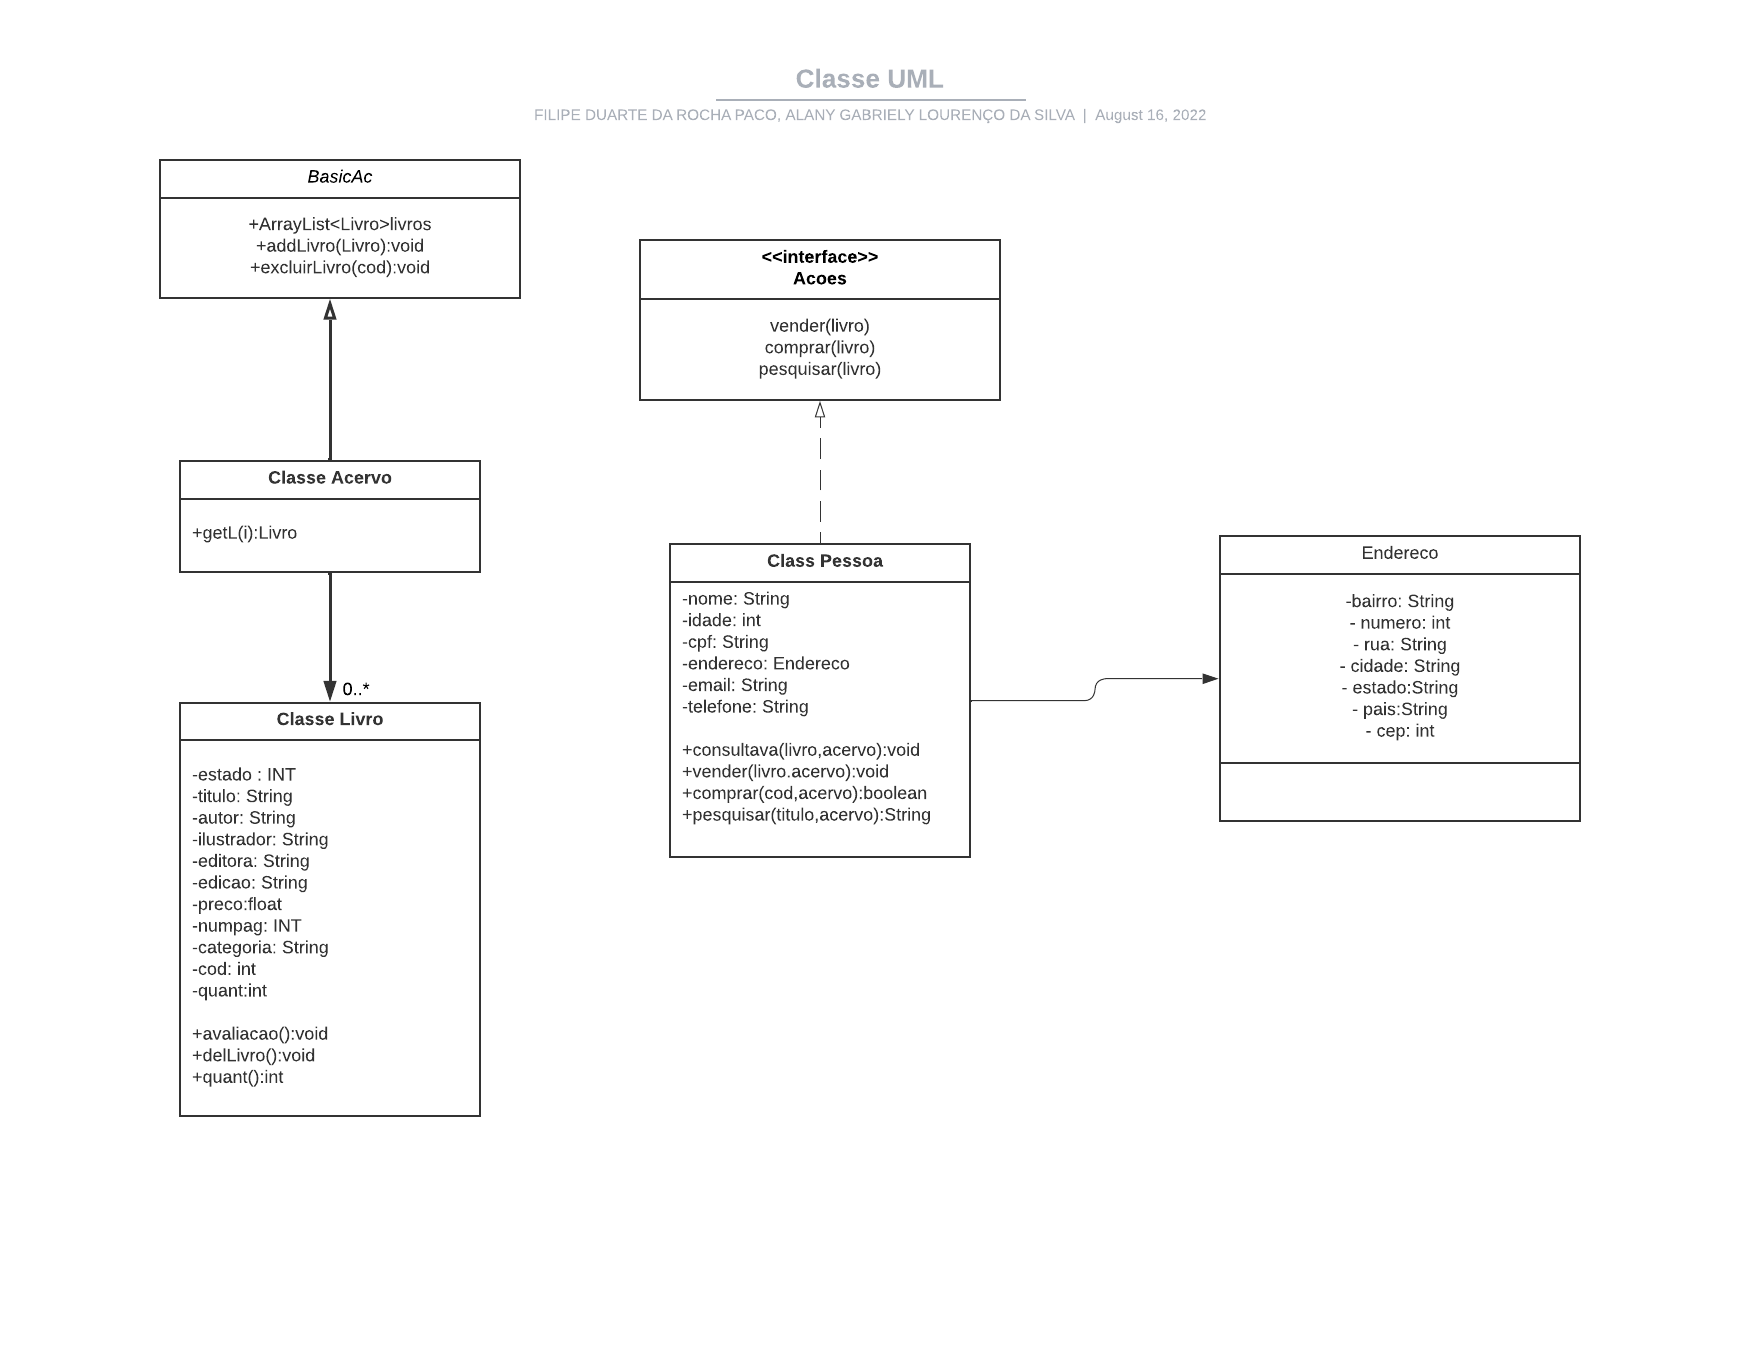 Classe UML
FILIPE DUARTE DA ROCHA PACO, ALANY GABRIELY LOURENÇO DA SILVA | August 16, 2022
BasicAc
+ArrayList<Livro>livros
+addLivro(Livro):void
+excluirLivro(cod):void
<<interface>>
Acoes
vender(livro)
comprar(livro)
pesquisar(livro)
Classe Acervo
+getL(i):Livro
0..*
Classe Livro
-estado : INT
-titulo: String
-autor: String
-ilustrador: String
-editora: String
-edicao: String
-preco:float
-numpag: INT
-categoria: String
-cod: int
-quant:int
+avaliacao():void
+delLivro():void
+quant():int
Class Pessoa
-nome: String
-idade: int
-cpf: String
-endereco: Endereco
-email: String
-telefone: String
+consultava(livro,acervo):void
+vender(livro.acervo):void
+comprar(cod,acervo):boolean
+pesquisar(titulo,acervo):String
Endereco
-bairro: String
- numero: int
- rua: String
- cidade: String
- estado:String
- pais:String
- cep: int